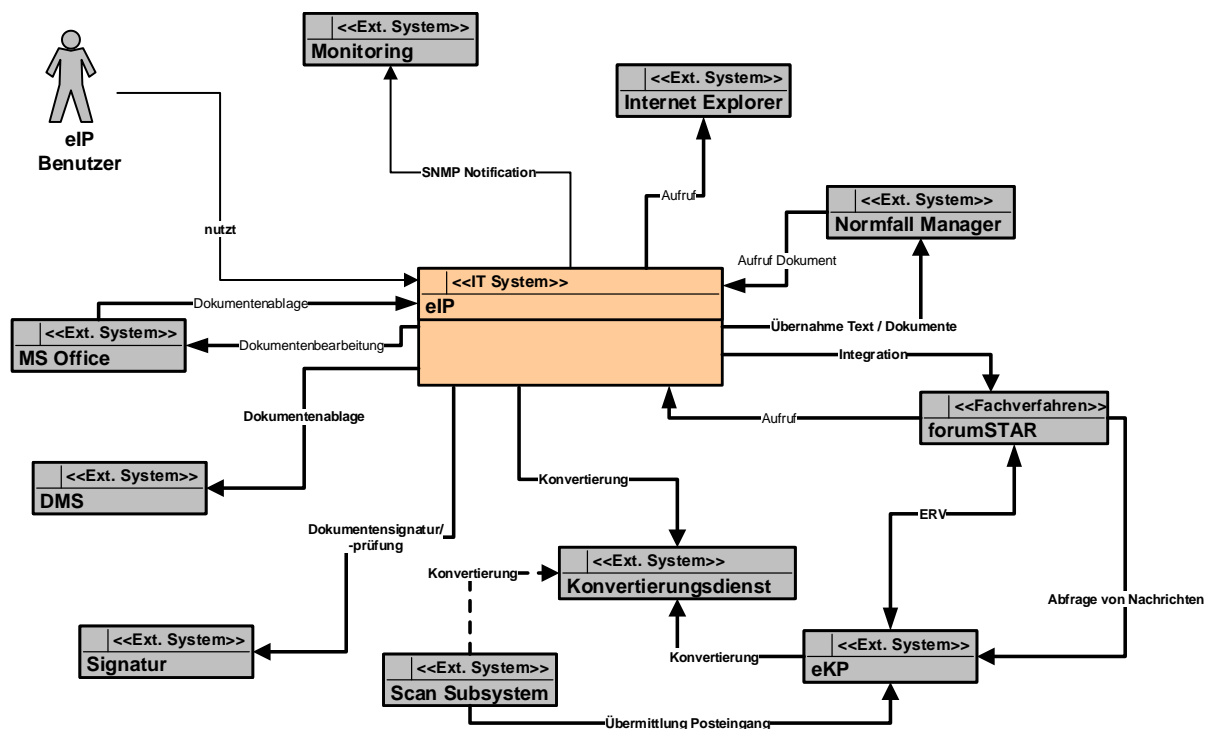 <<Ext. System>>
Monitoring
<<Ext. System>>
Internet Explorer
eIP
Benutzer
SNMP Notification
Aufruf
<<Ext. System>>
Normfall Manager
nutzt
Aufruf Dokument
<<IT System>>
eIP
Dokumentenablage
<<Ext. System>>
MS Office
Dokumentenbearbeitung
Übernahme Text / Dokumente
Integration
Dokumentenablage
<<Fachverfahren>>
forumSTAR
Aufruf
<<Ext. System>>
DMS
Konvertierung
ERV
Dokumentensignatur/
-prüfung
Konvertierung
<<Ext. System>>
Konvertierungsdienst
Abfrage von Nachrichten
<<Ext. System>>
Signatur
<<Ext. System>>
Scan Subsystem
Konvertierung
<<Ext. System>>
eKP
Übermittlung Posteingang